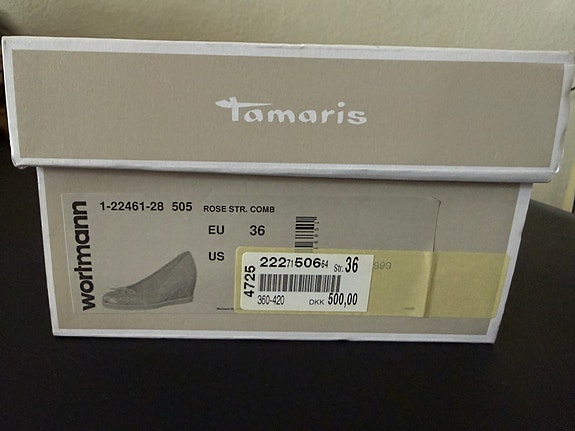 Tamaris
wortmann
1-22461-28 505 ROSE STR. COMB
EU 36
US
4725
222 71 506 64 Str. 36
360-420 DKK 500,00
999